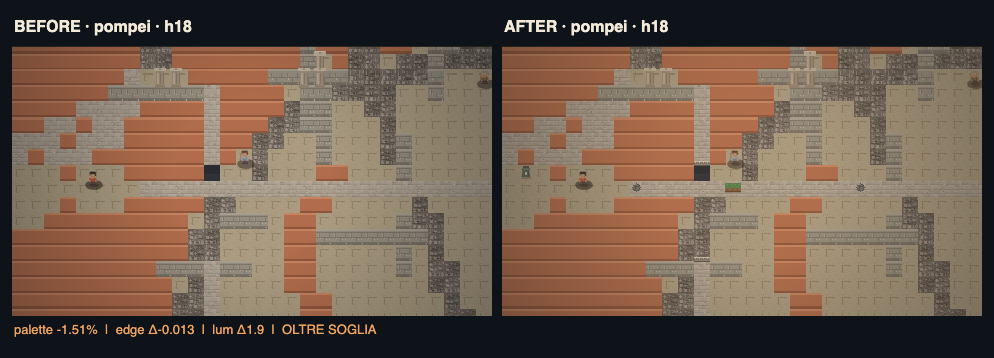 BEFORE · pompei · h18
AFTER · pompei · h18
palette -1.51% | edge Δ-0.013 | lum Δ1.9 | OLTRE SOGLIA